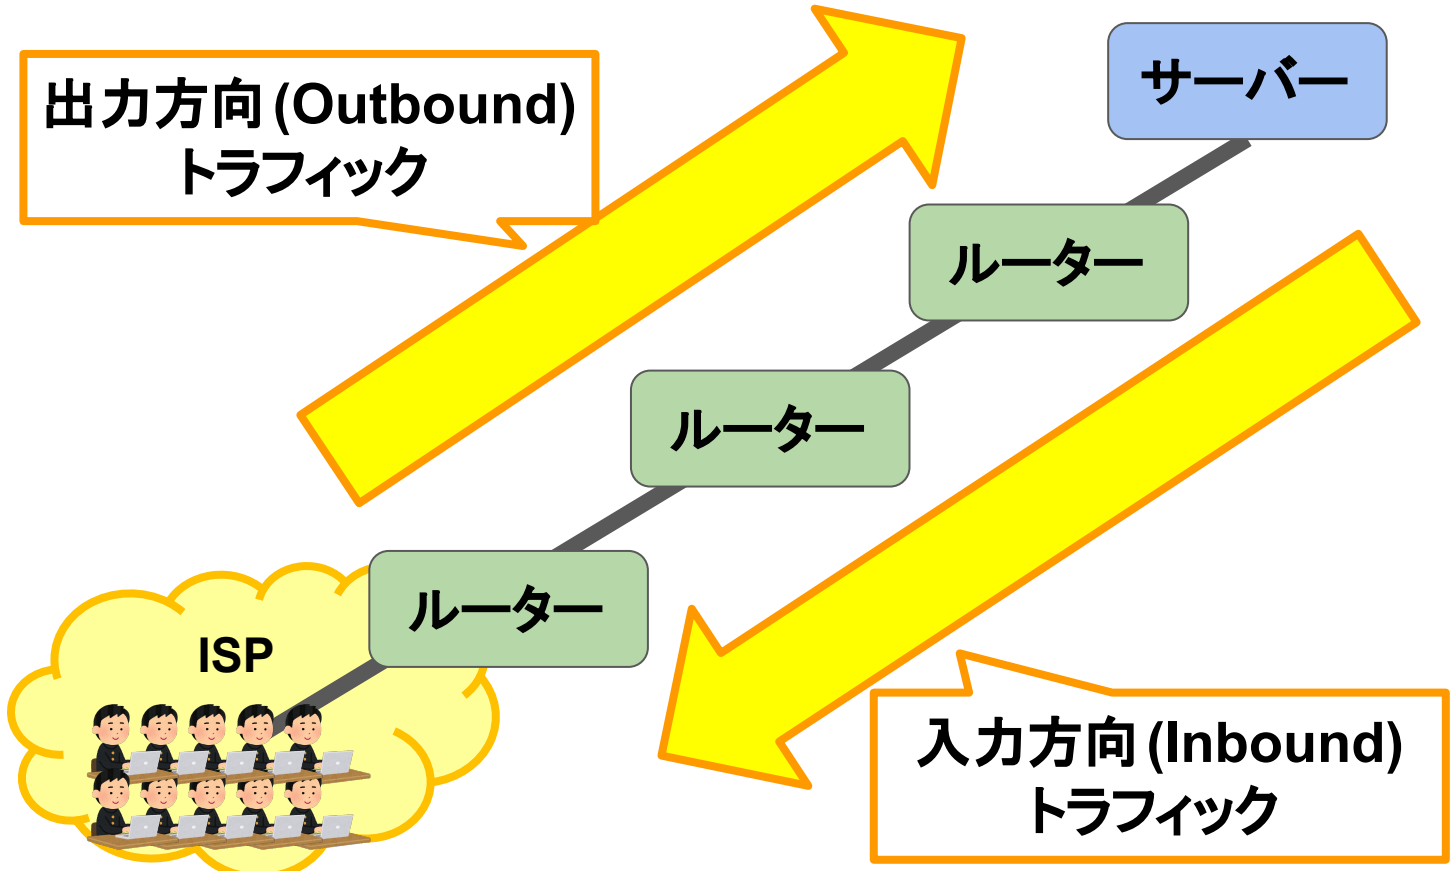 出力方向(Outbound)
トラフィック
サーバー
ルーター
ルーター
ルーター
ISP
入力方向(Inbound)
トラフィック